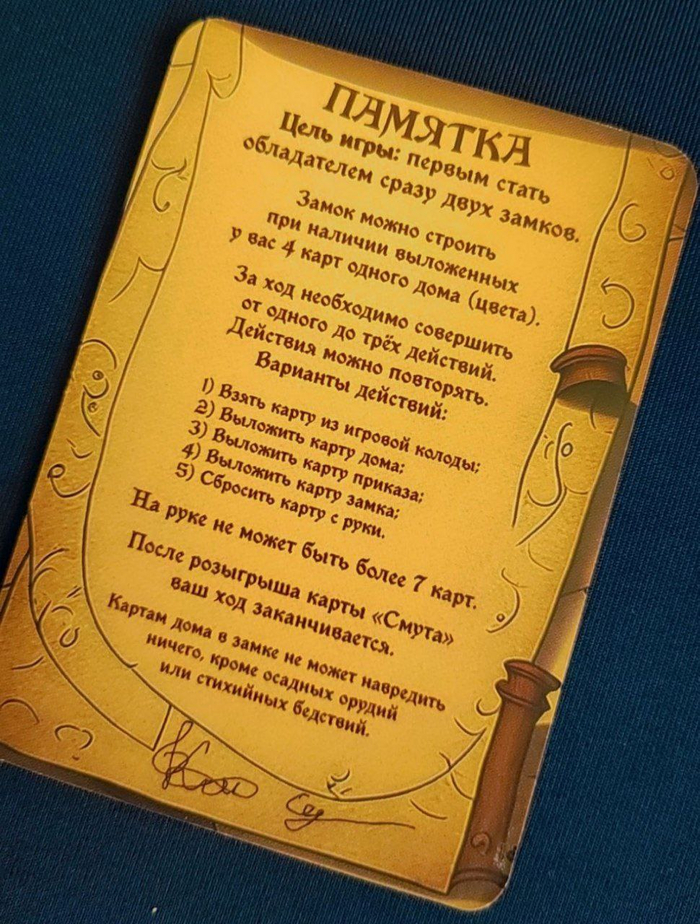 ПАМЯТКА
Цель игры: первым стать
обладателем сразу двух замков.
Замок можно строить
при наличии выложенных
у вас 4 карт одного дома (цвета).
За ход необходимо совершить
от одного до трёх действий.
Действия можно повторять.
Варианты действий:
1) Взять карту из игровой колоды;
2) Выложить карту дома;
3) Выложить карту приказа;
4) Выложить карту замка;
5) Сбросить карту с руки.
На руке не может быть более 7 карт.
После розыгрыша карты «Смута»
ваш ход заканчивается.
Картам дома в замке не может навредить
ничего, кроме осадных орудий
или стихийных бедствий.